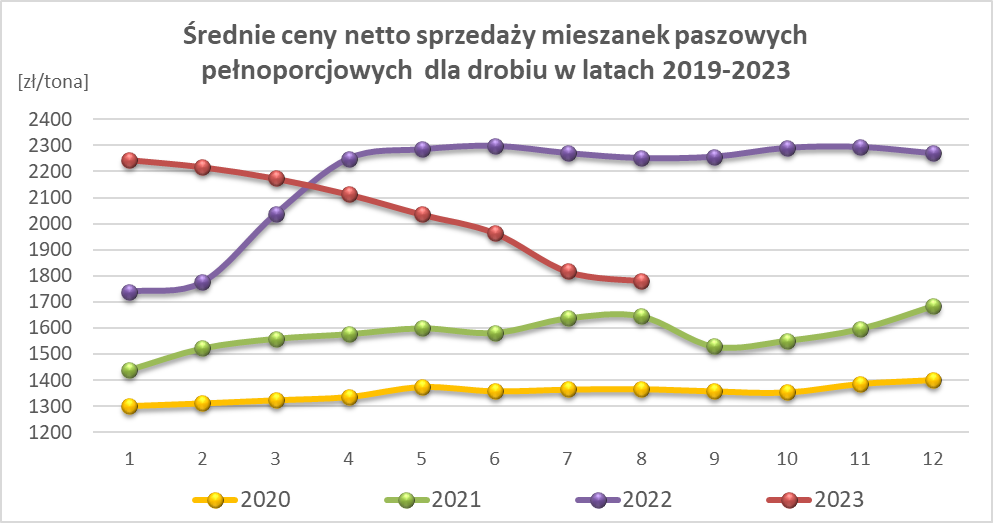 Średnie ceny netto sprzedaży mieszanek paszowych
pełnoporcjowych dla drobiu w latach 2019-2023
[zł/tona]
2400
2300
2200
2100
2000
1900
1800
1700
1600
1500
1400
1300
1200
1 2 3 4 5 6 7 8 9 10 11 12
2020 2021 2022 2023